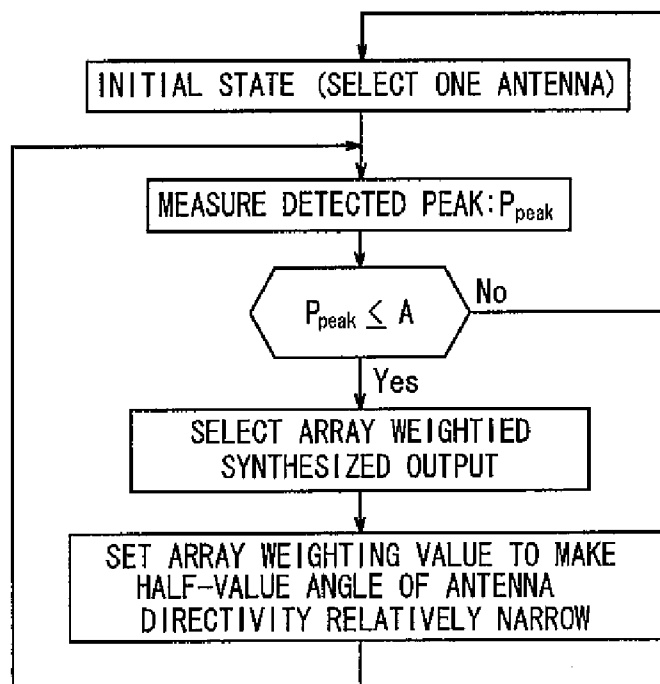 INITIAL STATE (SELECT ONE ANTENNA)
MEASURE DETECTED PEAK:Ppeak
Ppeak ≤ A
No
Yes
SELECT ARRAY WEIGHTIED
SYNTHESIZED OUTPUT
SET ARRAY WEIGHTING VALUE TO MAKE
HALF-VALUE ANGLE OF ANTENNA
DIRECTIVITY RELATIVELY NARROW